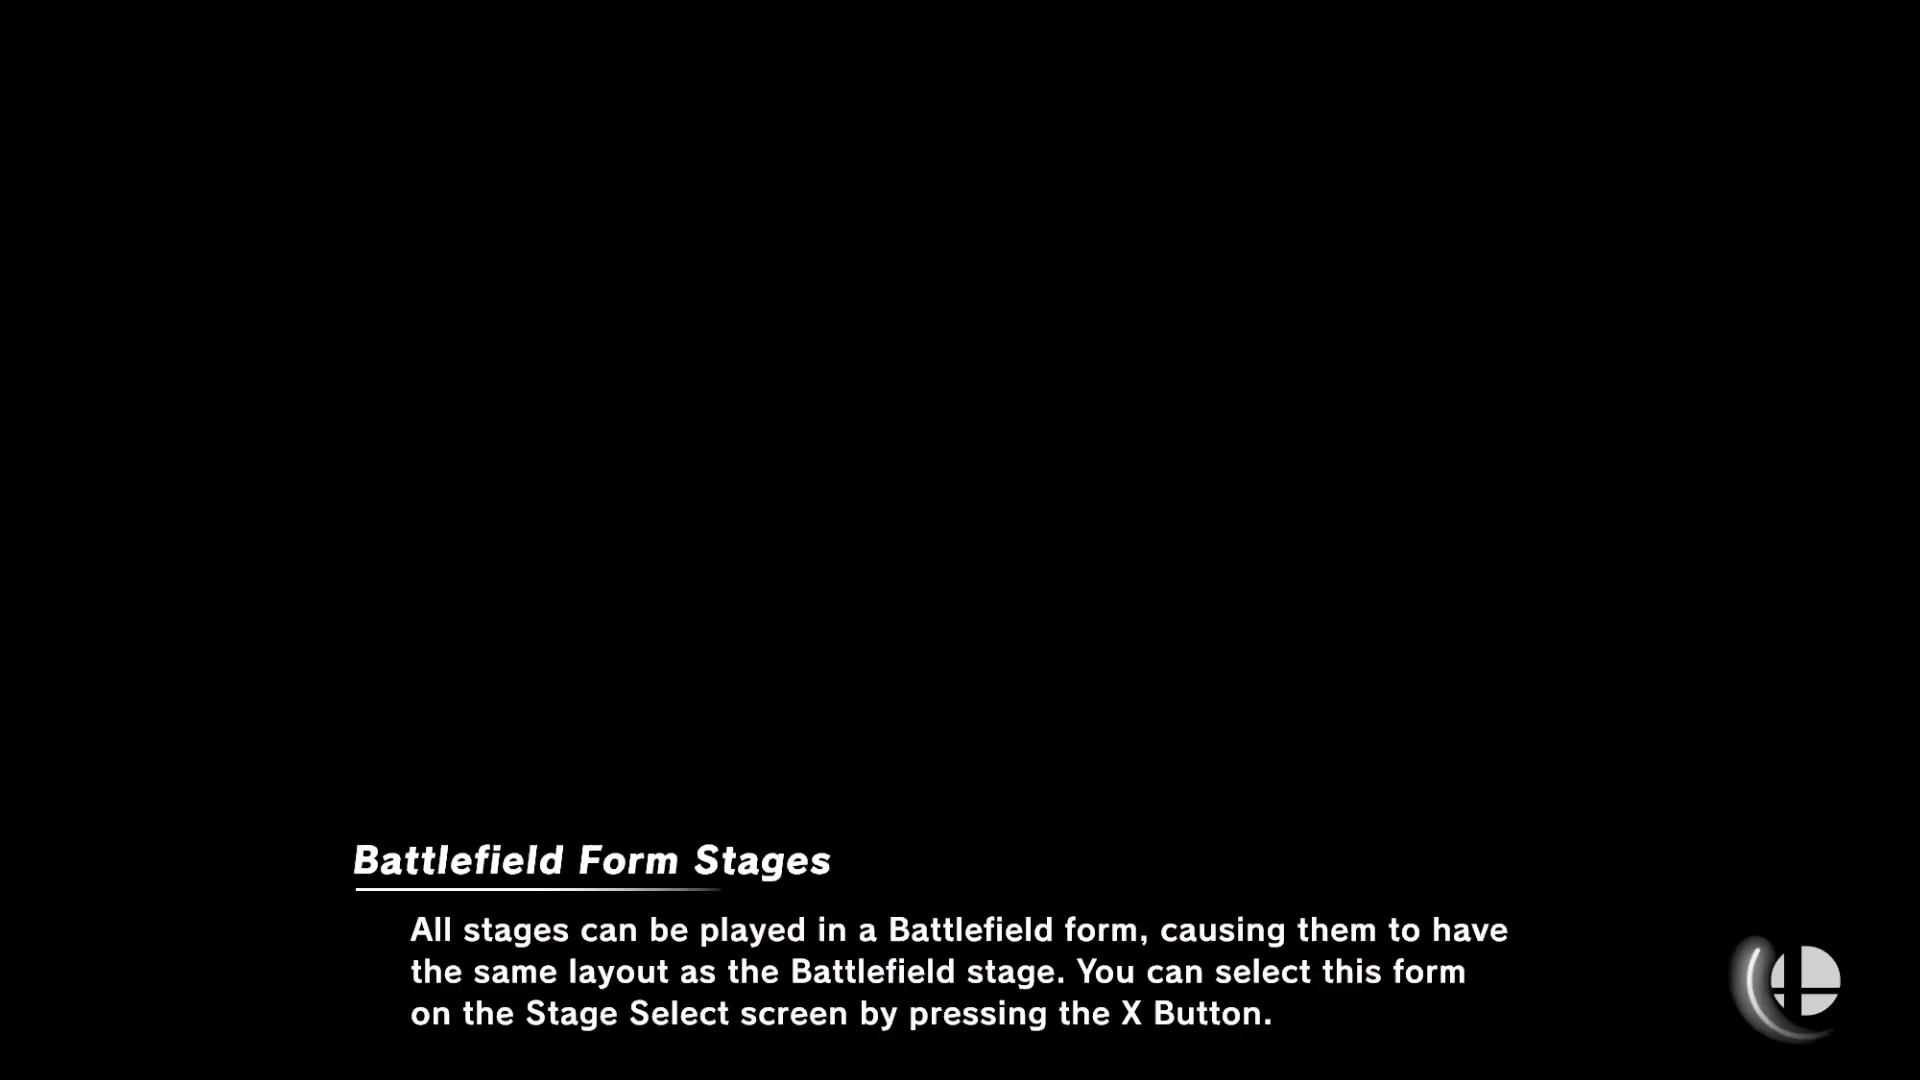 Battlefield Form Stages
All stages can be played in a Battlefield form, causing them to have
the same layout as the Battlefield stage. You can select this form
on the Stage Select screen by pressing the X Button.